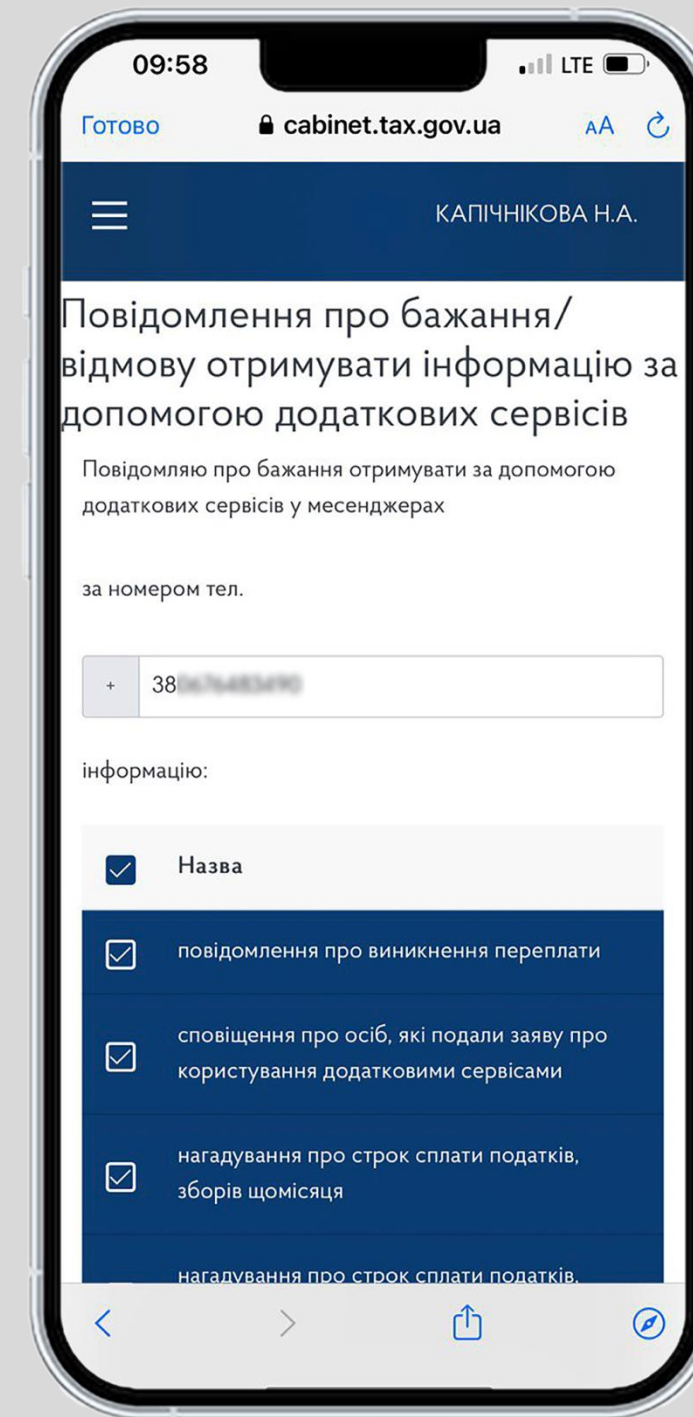 09:58
LTE
Готово
cabinet.tax.gov.ua
AA
КАПІЧНІКОВА Н.А.
Повідомлення про бажання/
відмову отримувати інформацію за
допомогою додаткових сервісів
Повідомляю про бажання отримувати за допомогою
додаткових сервісів у месенджерах
за номером тел.
+ 38
інформацію:
Назва
повідомлення про виникнення переплати
сповіщення про осіб, які подали заяву про
користування додатковими сервісами
нагадування про строк сплати податків,
зборів щомісяця
нагадування про строк сплати податків,